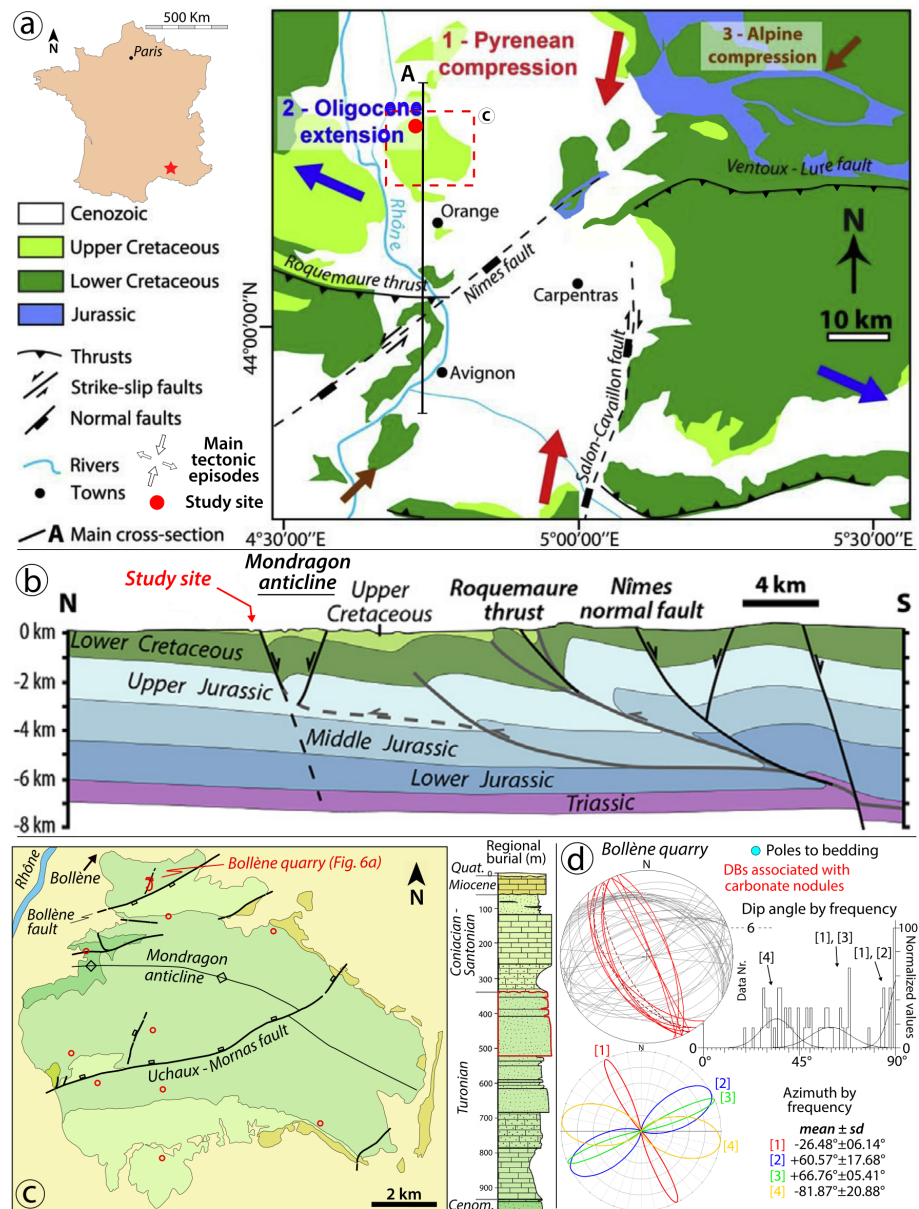 a
500 Km
N
Paris
Cenozoic
Upper Cretaceous
Lower Cretaceous
Jurassic
Thrusts
Strike-slip faults
Normal faults
Rivers
Towns
Main
tectonic
episodes
Study site
A Main cross-section
1 - Pyrenean
compression
3 - Alpine
compression
A
2 - Oligocene
extension
c
Ventoux - Lure fault
Rhône
Orange
N
Roquemaure thrust
Nîmes fault
Carpentras
10 km
44°00'00''N
Avignon
Salon-Cavaillon fault
4°30'00''E
5°00'00''E
5°30'00''E
b
Study site
Mondragon
anticline
Upper
Cretaceous
Roquemaure
thrust
Nîmes
normal fault
4 km
N
S
0 km
-2 km
-4 km
-6 km
-8 km
Lower Cretaceous
Upper Jurassic
Middle Jurassic
Lower Jurassic
Triassic
Rhône
Bollène
Bollène quarry (Fig. 6a)
N
Bollène
fault
Mondragon
anticline
Uchaux - Mornas fault
c
2 km
Regional
burial (m)
Quat.
Miocene
Coniacian -
Santonian
Turonian
Cenom.
0
100
200
300
400
500
600
700
800
900
d
Bollène quarry
Poles to bedding
DBs associated with
carbonate nodules
N
Dip angle by frequency
6
100
[1], [3]
[4]
[1], [2]
Data Nr.
Normalized values
0
0°
45°
90°
[1]
N
[2]
[3]
[4]
Azimuth by
frequency
mean ± sd
[1] -26.48°±06.14°
[2] +60.57°±17.68°
[3] +66.76°±05.41°
[4] -81.87°±20.88°